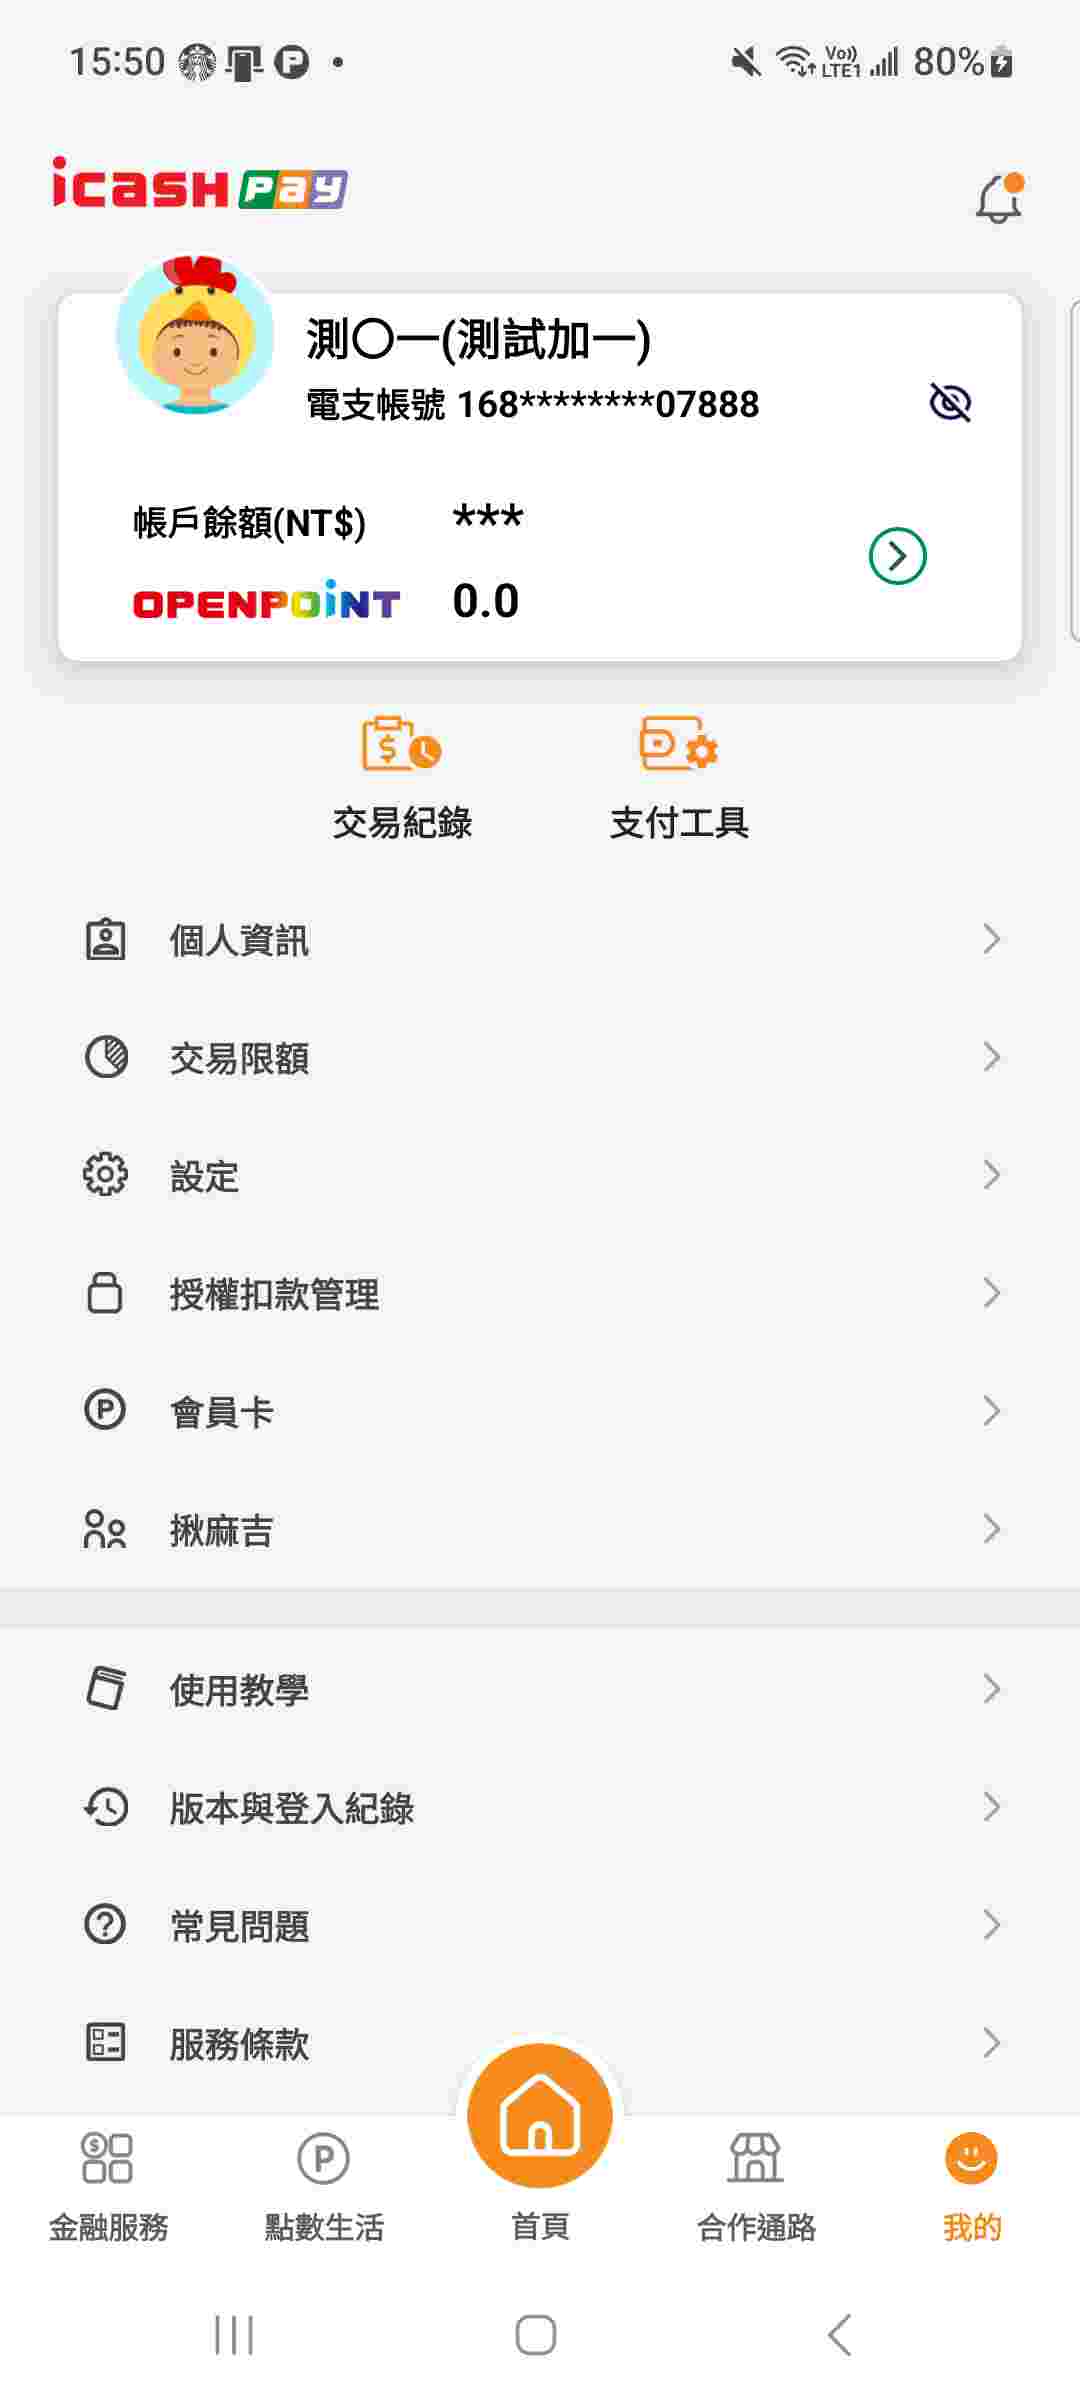 15:50
Vo)) LTE1 80%
icash Pay
測〇一(測試加一)
電支帳號 168********07888
帳戶餘額(NT$) ***
OPENPOINT 0.0
交易紀錄 支付工具
個人資訊
交易限額
設定
授權扣款管理
會員卡
揪麻吉
使用教學
版本與登入紀錄
常見問題
服務條款
金融服務 點數生活 首頁 合作通路 我的